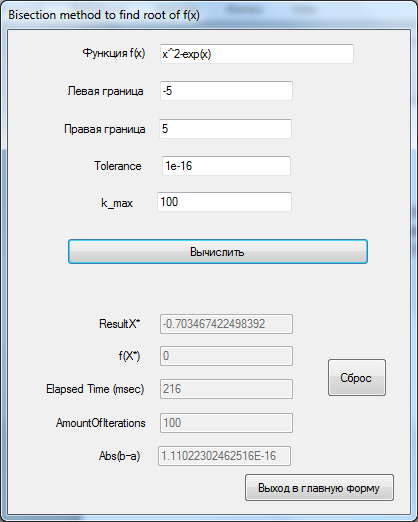 Bisection method to find root of f(x)
Функция f(x) x^2-exp(x)
Левая граница -5
Правая граница 5
Tolerance 1e-16
k_max 100
Вычислить
ResultX* -0.703467422498392
f(X*) 0
Elapsed Time (msec) 216
Сброс
AmountOfIterations 100
Abs(b-a) 1.11022302462516E-16
Выход в главную форму